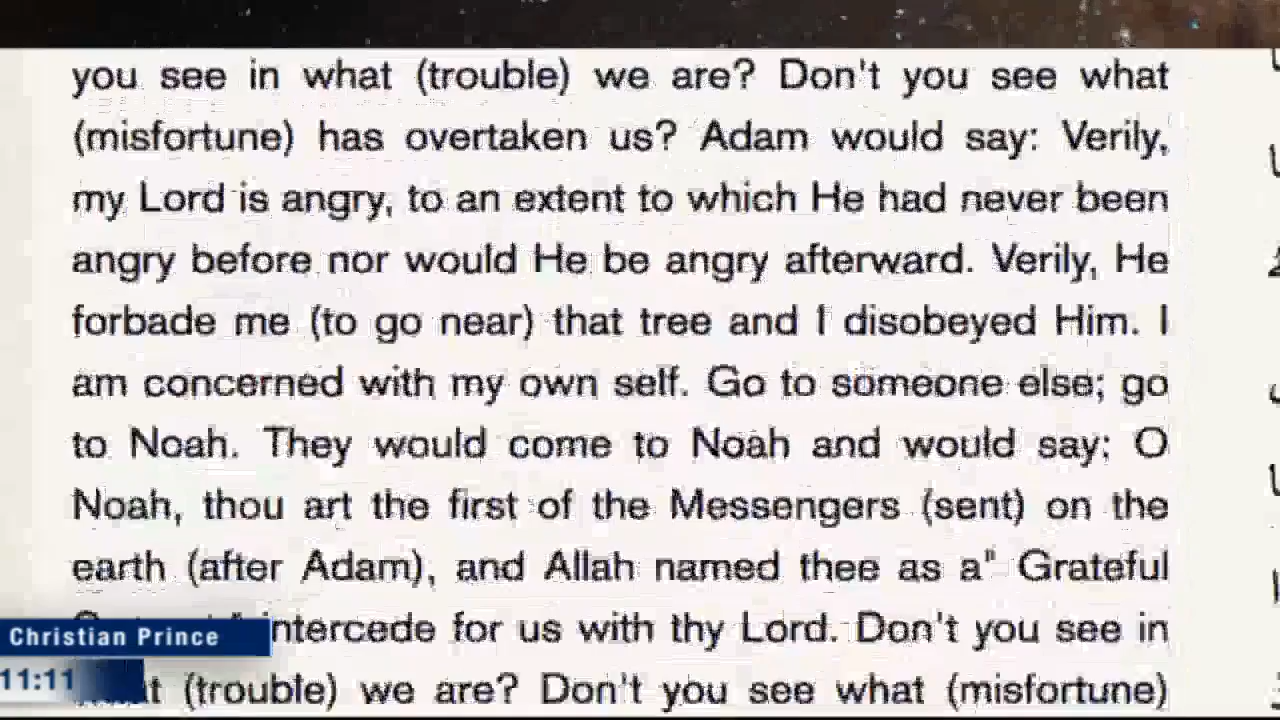 you see in what (trouble) we are? Don't you see what
(misfortune) has overtaken us? Adam would say: Verily,
my Lord is angry, to an extent to which He had never been
angry before nor would He be angry afterward. Verily, He
forbade me (to go near) that tree and I disobeyed Him. I
am concerned with my own self. Go to someone else; go
to Noah. They would come to Noah and would say; O
Noah, thou art the first of the Messengers (sent) on the
earth (after Adam), and Allah named thee as a" Grateful
intercede for us with thy Lord. Don't you see in
(trouble) we are? Don't you see what (misfortune)
Christian Prince
11:11